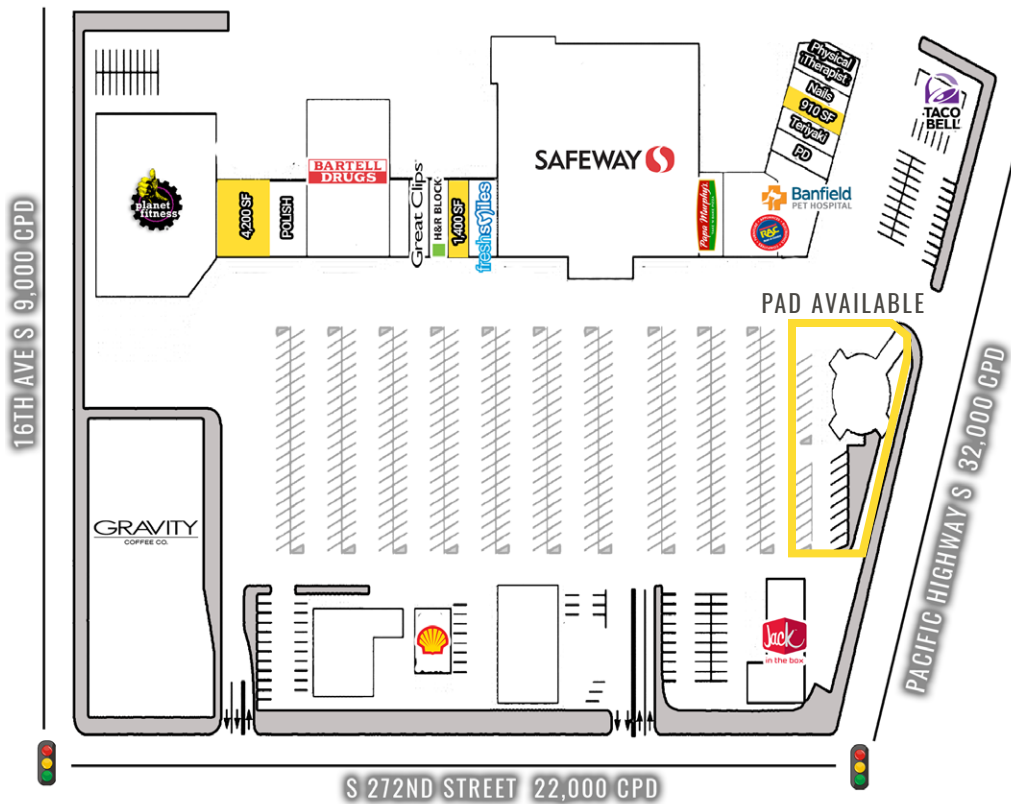 Physical
Therapist
Nails
910 SF
Teriyaki
PD
TACO
BELL
SAFEWAY
BARTELL
DRUGS
planet
fitness
4,200 SF
POLISH
Great Clips
H&R BLOCK
1,400 SF
freshsmiles
Papa Murphy's
Banfield
PET HOSPITAL
RAC
PAD AVAILABLE
16TH AVE S 9,000 CPD
PACIFIC HIGHWAY S 32,000 CPD
GRAVITY
COFFEE CO.
Jack
in the box
S 272ND STREET 22,000 CPD